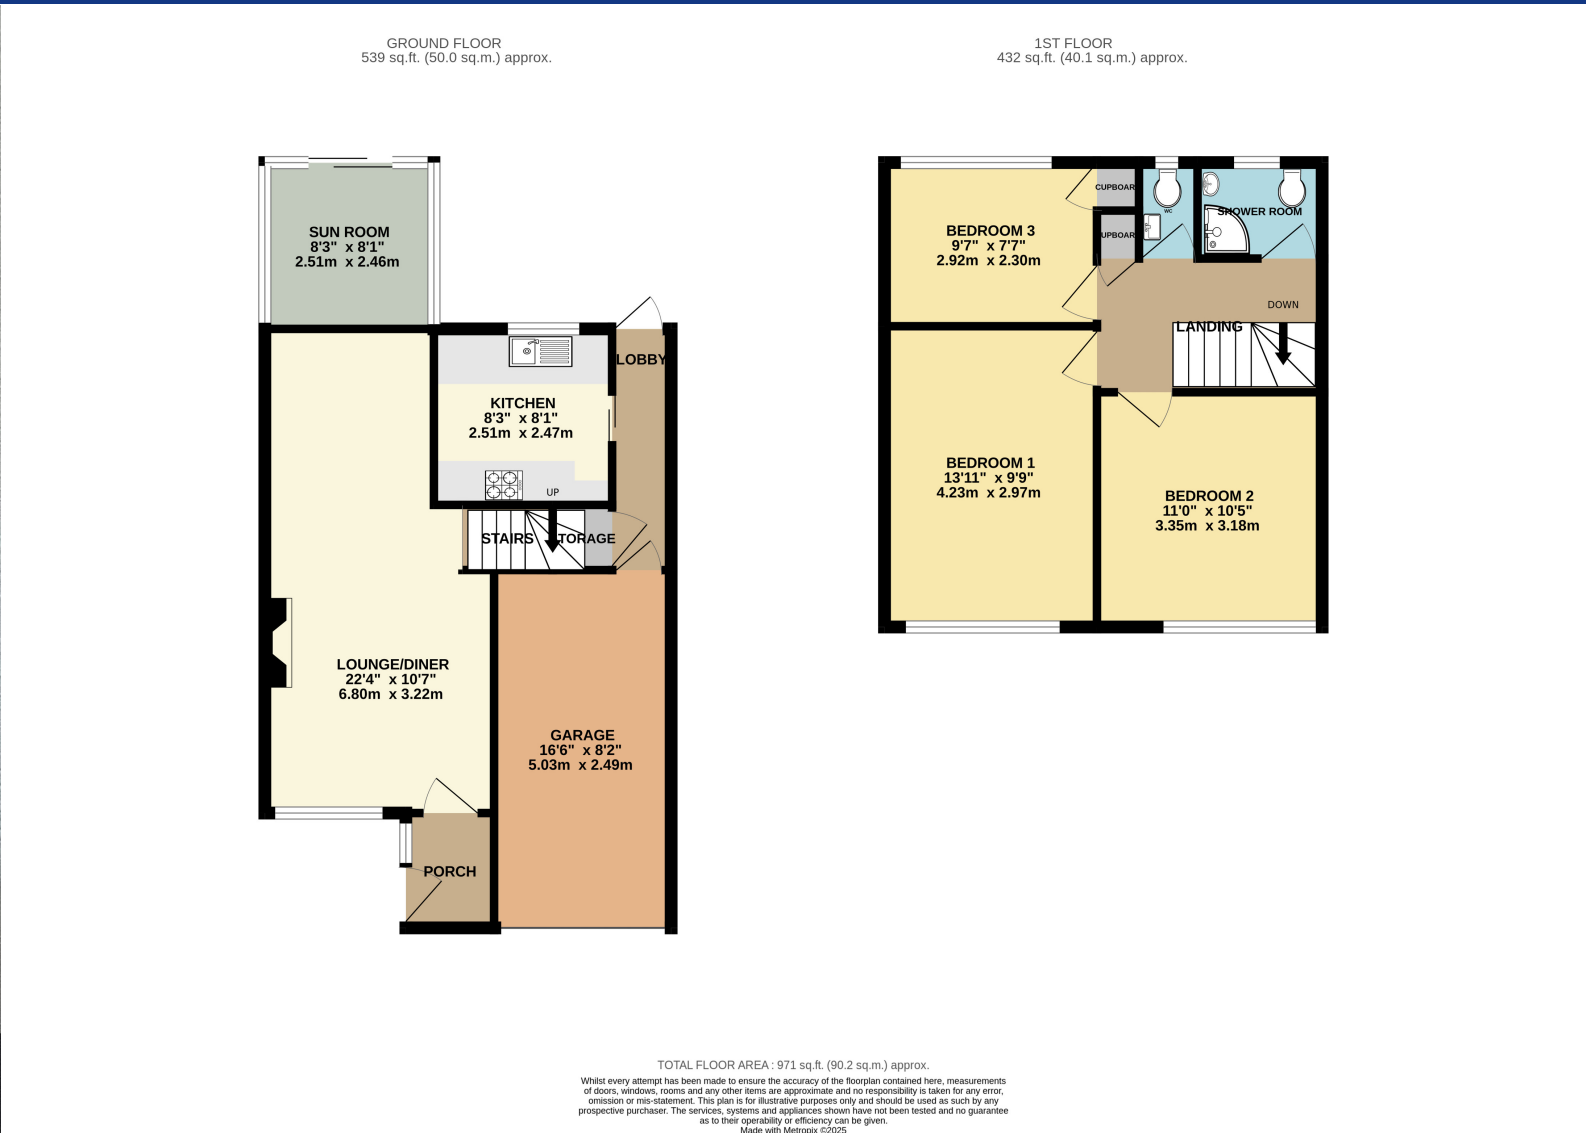 GROUND FLOOR
539 sq.ft. (50.0 sq.m.) approx.
1ST FLOOR
432 sq.ft. (40.1 sq.m.) approx.
SUN ROOM
8'3" x 8'1"
2.51m x 2.46m
LOBBY
KITCHEN
8'3" x 8'1"
2.51m x 2.47m
UP
STAIRS
TORAGE
LOUNGE/DINER
22'4" x 10'7"
6.80m x 3.22m
GARAGE
16'6" x 8'2"
5.03m x 2.49m
PORCH
CUPBOAR
WC
SHOWER ROOM
UPBOAR
BEDROOM 3
9'7" x 7'7"
2.92m x 2.30m
DOWN
LANDING
BEDROOM 1
13'11" x 9'9"
4.23m x 2.97m
BEDROOM 2
11'0" x 10'5"
3.35m x 3.18m
TOTAL FLOOR AREA : 971 sq.ft. (90.2 sq.m.) approx.
Whilst every attempt has been made to ensure the accuracy of the floorplan contained here, measurements
of doors, windows, rooms and any other items are approximate and no responsibility is taken for any error,
omission or mis-statement. This plan is for illustrative purposes only and should be used as such by any
prospective purchaser. The services, systems and appliances shown have not been tested and no guarantee
as to their operability or efficiency can be given.
Made with Metropix ©2025